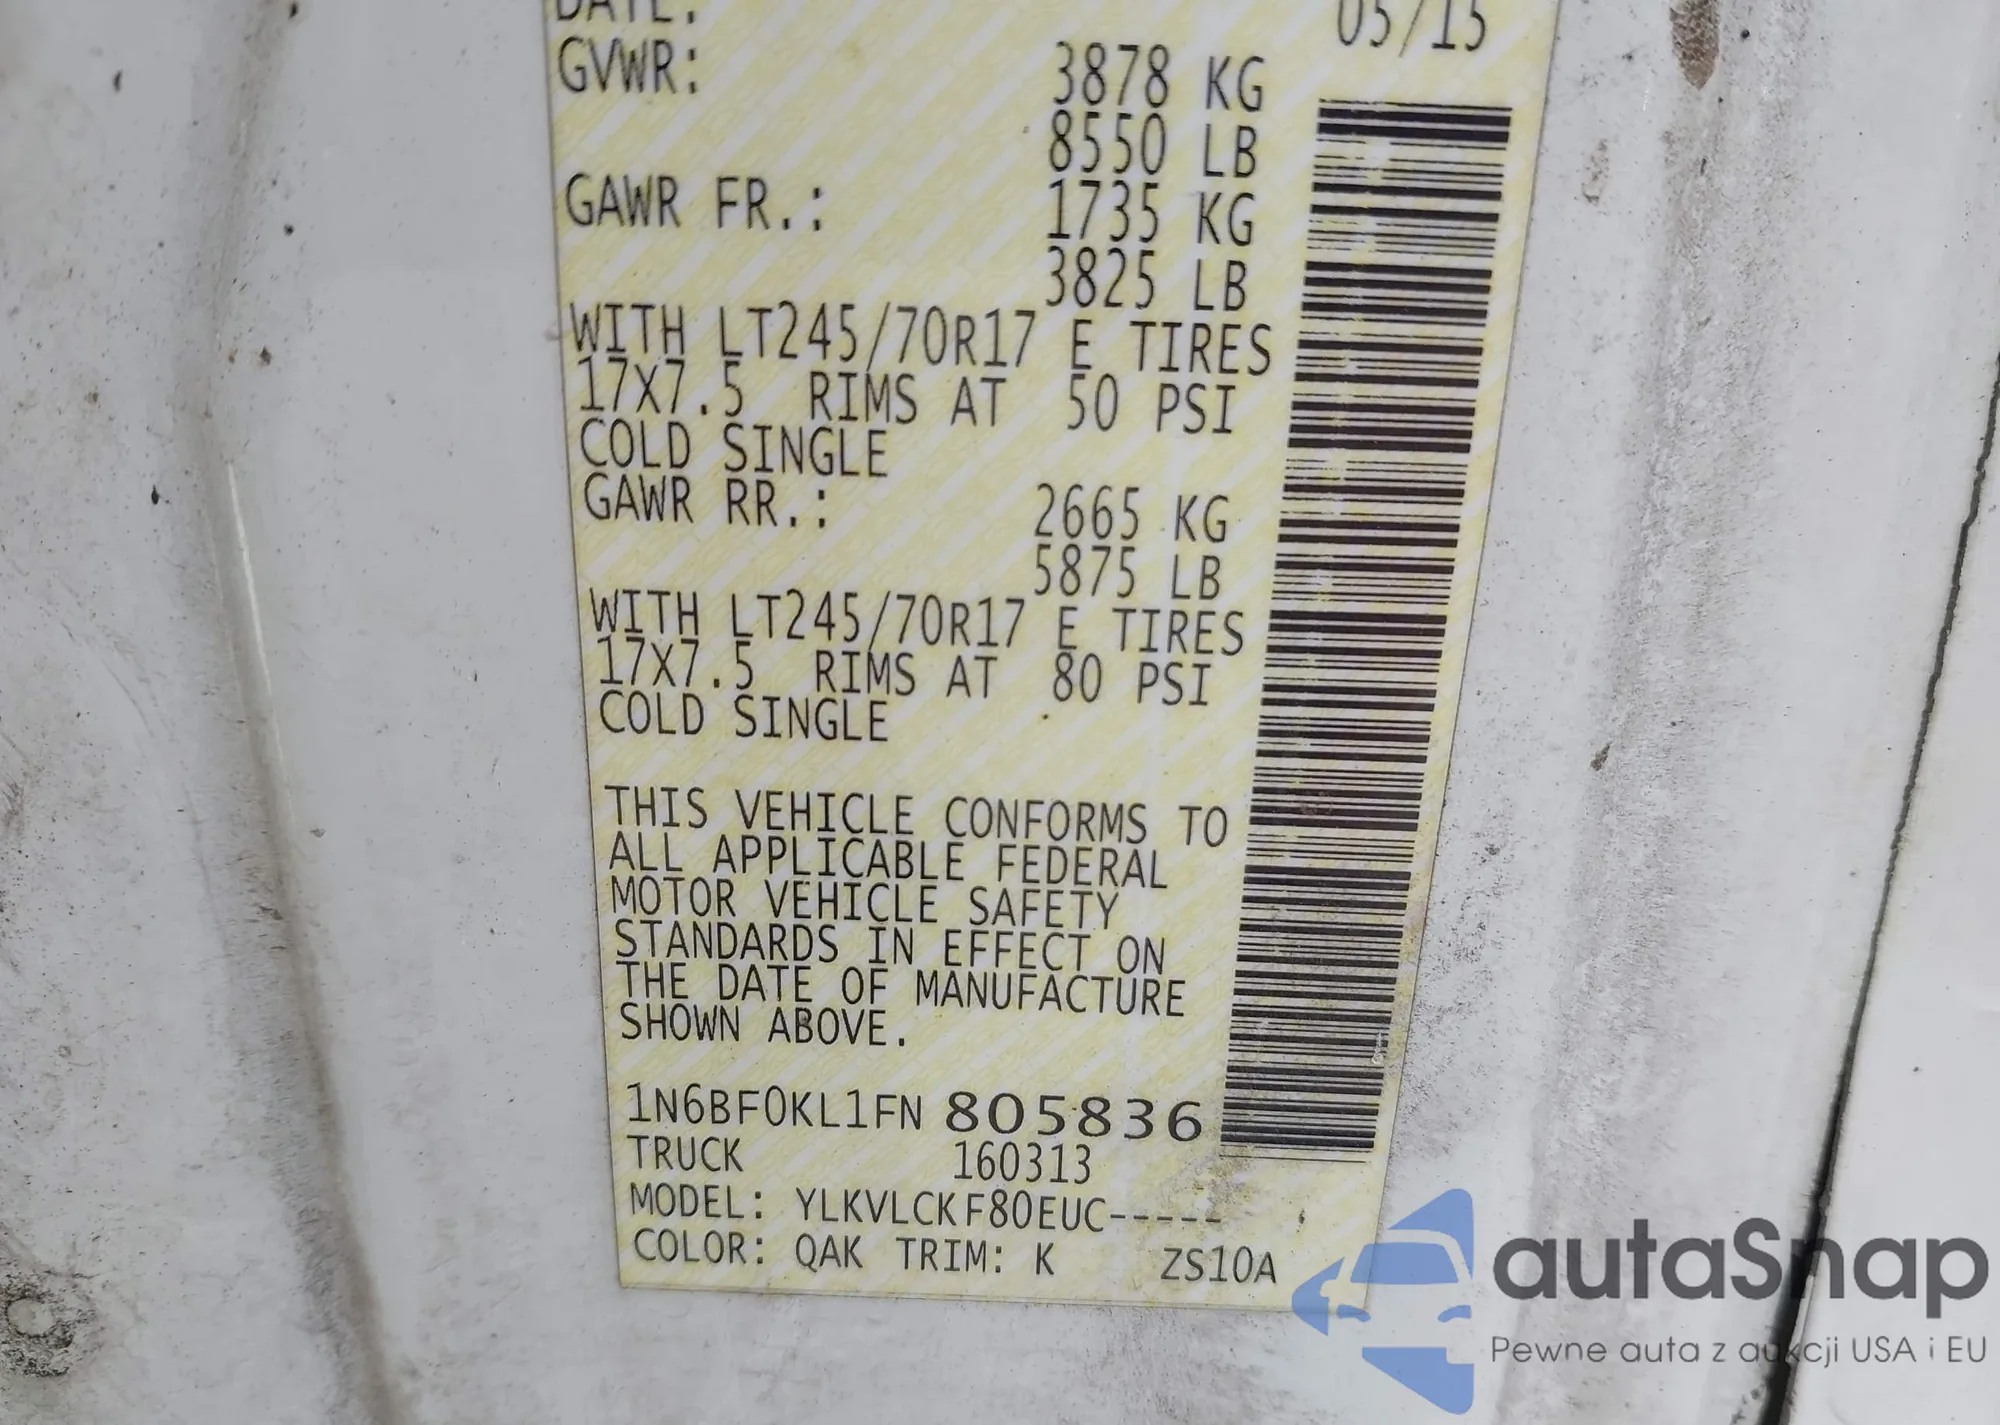 DATE: 05/15
GVWR: 3878 KG
8550 LB
GAWR FR.: 1735 KG
3825 LB
WITH LT245/70R17 E TIRES
17X7.5 RIMS AT 50 PSI
COLD SINGLE
GAWR RR.: 2665 KG
5875 LB
WITH LT245/70R17 E TIRES
17X7.5 RIMS AT 80 PSI
COLD SINGLE
THIS VEHICLE CONFORMS TO
ALL APPLICABLE FEDERAL
MOTOR VEHICLE SAFETY
STANDARDS IN EFFECT ON
THE DATE OF MANUFACTURE
SHOWN ABOVE.
1N6BF0KL1FN 805836
TRUCK 160313
MODEL: YLKVLCKF80EUC-----
COLOR: QAK TRIM: K ZS10A
autaSnap
Pewne auta z aukcji USA i EU